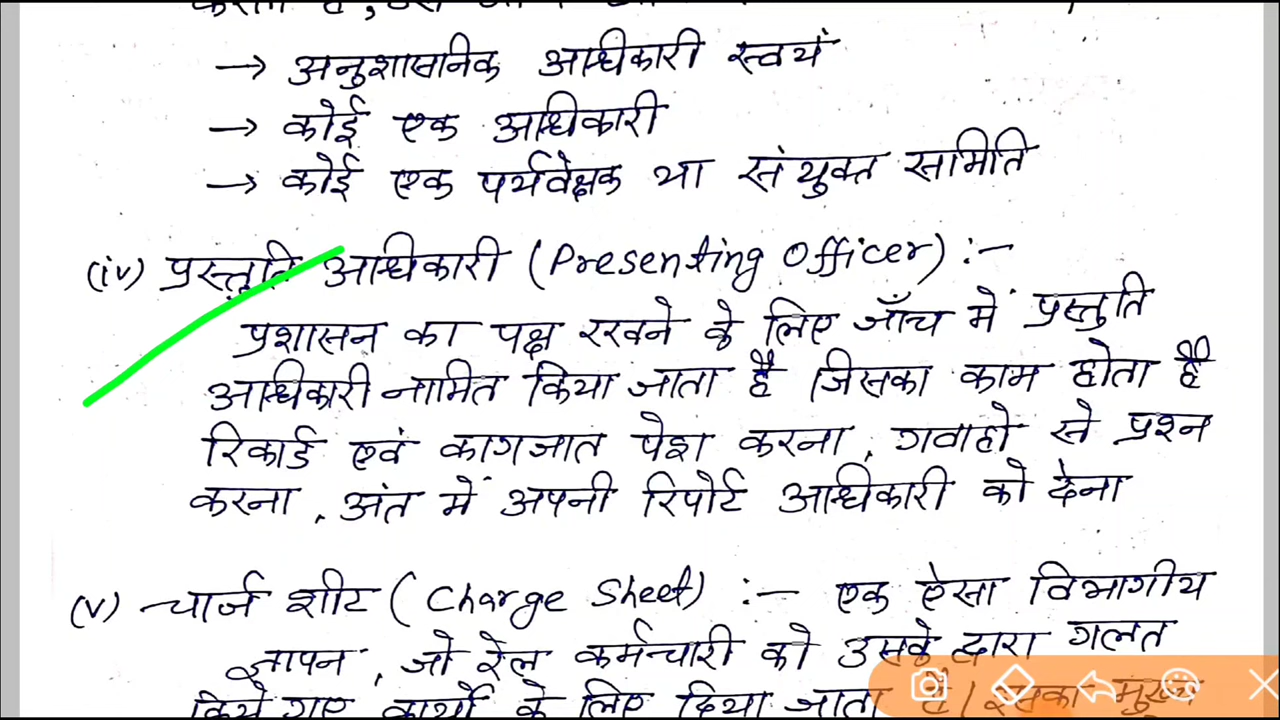 → अनुशासनिक अधिकारी स्वयं
→ कोई एक अधिकारी
→ कोई एक पर्यवेक्षक या संयुक्त समिति
(iv) प्रस्तुति अधिकारी (Presenting Officer) :-
प्रशासन का पक्ष रखने के लिए जाँच में प्रस्तुति
अधिकारी नामित किया जाता है जिसका काम होता है
रिकार्ड एवं कागजात पेश करना, गवाहो से प्रश्न
करना, अंत में अपनी रिपोर्ट अधिकारी को देना
(v) चार्ज शीट (Charge Sheet) :- एक ऐसा विभागीय
ज्ञापन, जो रेल कर्मचारी को उसके द्वारा गलत
किये गए कार्यो के लिए दिया जाता है। इसका मुख्य